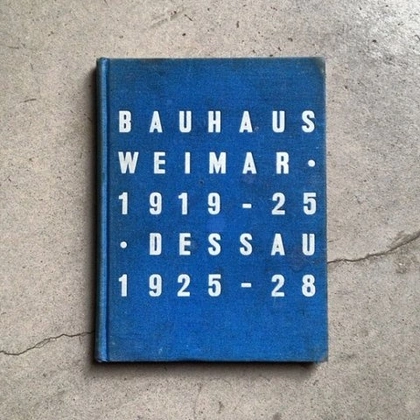 BAUHAUS
WEIMAR •
1919-25
• DESSAU
1925-28